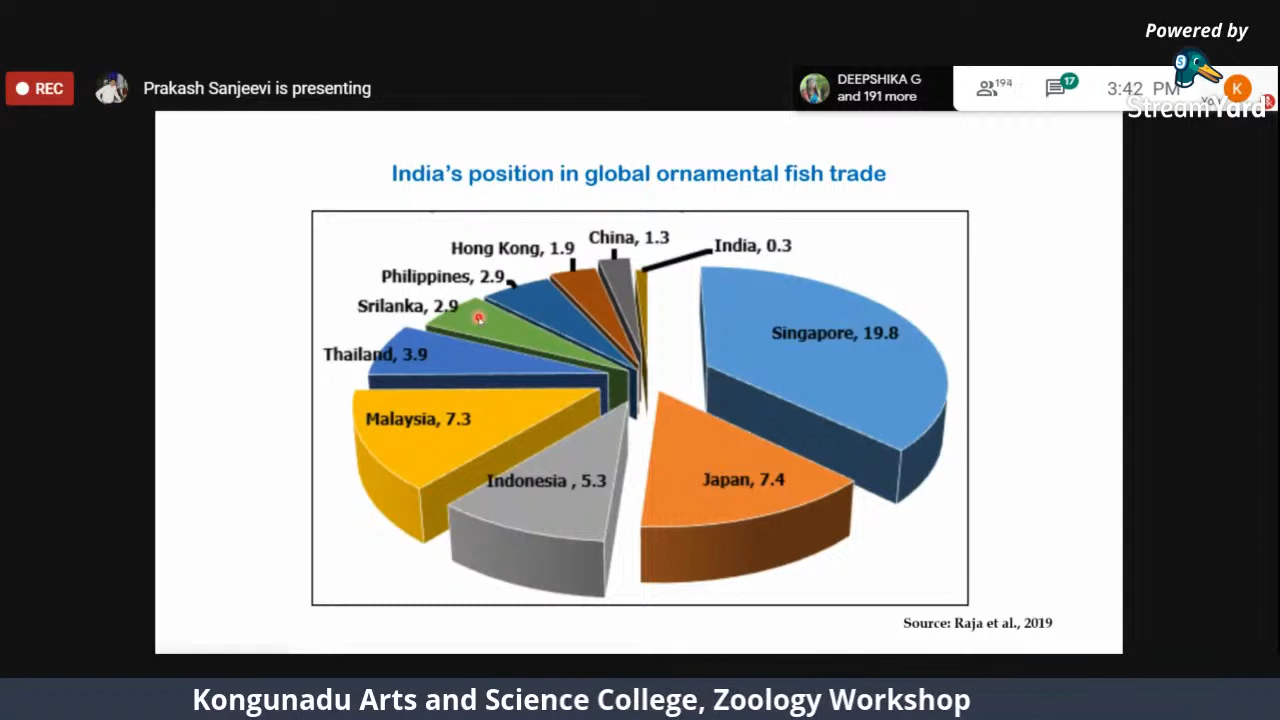 Powered by
REC
Prakash Sanjeevi is presenting
DEEPSHIKA G
and 191 more
194
17
3:42 PM
K
S
StreamYard
India's position in global ornamental fish trade
China, 1.3
India, 0.3
Hong Kong, 1.9
Philippines, 2.9
Srilanka, 2.9
Singapore, 19.8
Thailand, 3.9
Malaysia, 7.3
Indonesia , 5.3
Japan, 7.4
Source: Raja et al., 2019
Kongunadu Arts and Science College, Zoology Workshop